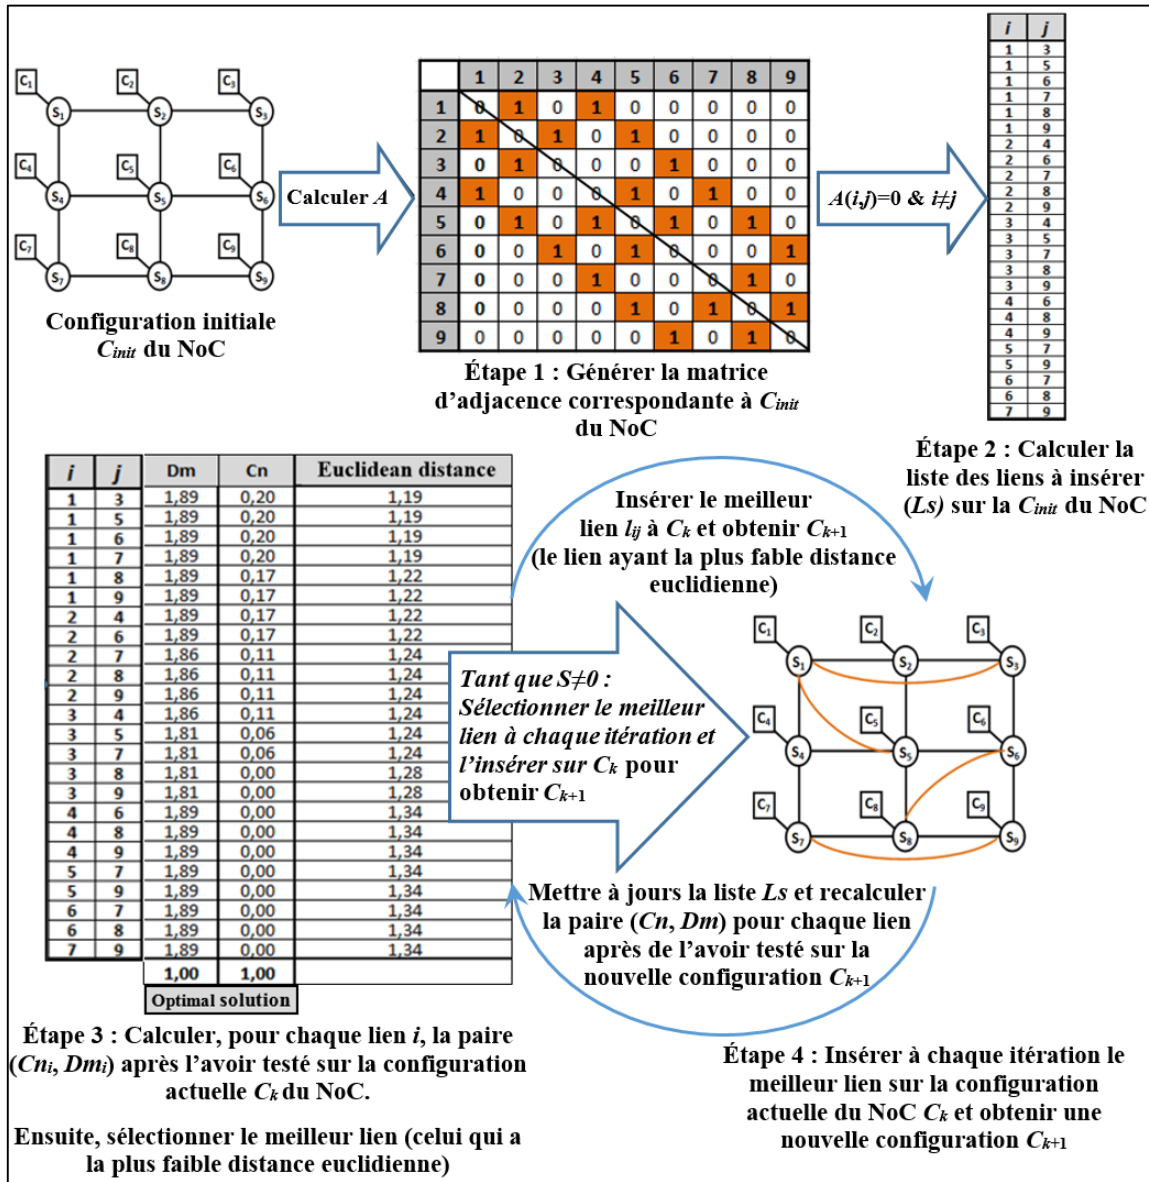 C1 C2 C3
S1 S2 S3
C4 C5 C6
S4 S5 S6
C7 C8 C9
S7 S8 S9
Configuration initiale
Cinit du NoC
Calculer A
1 2 3 4 5 6 7 8 9
1 0 1 0 1 0 0 0 0 0
2 1 0 1 0 1 0 0 0 0
3 0 1 0 0 0 1 0 0 0
4 1 0 0 0 1 0 1 0 0
5 0 1 0 1 0 1 0 1 0
6 0 0 1 0 1 0 0 0 1
7 0 0 0 1 0 0 0 1 0
8 0 0 0 0 1 0 1 0 1
9 0 0 0 0 0 1 0 1 0
Étape 1 : Générer la matrice
d’adjacence correspondante à Cinit
du NoC
A(i,j)=0 & i≠j
i j
1 3
1 5
1 6
1 7
1 8
1 9
2 4
2 6
2 7
2 8
2 9
3 4
3 5
3 7
3 8
3 9
4 6
4 8
4 9
5 7
5 9
6 7
6 8
7 9
Étape 2 : Calculer la
liste des liens à insérer
(Ls) sur la Cinit du NoC
i j Dm Cn Euclidean distance
1 3 1,89 0,20 1,19
1 5 1,89 0,20 1,19
1 6 1,89 0,20 1,19
1 7 1,89 0,20 1,19
1 8 1,89 0,17 1,22
1 9 1,89 0,17 1,22
2 4 1,89 0,17 1,22
2 6 1,89 0,17 1,22
2 7 1,86 0,11 1,24
2 8 1,86 0,11 1,24
2 9 1,86 0,11 1,24
3 4 1,86 0,11 1,24
3 5 1,81 0,06 1,24
3 7 1,81 0,06 1,24
3 8 1,81 0,00 1,28
3 9 1,81 0,00 1,28
4 6 1,89 0,00 1,34
4 8 1,89 0,00 1,34
4 9 1,89 0,00 1,34
5 7 1,89 0,00 1,34
5 9 1,89 0,00 1,34
6 7 1,89 0,00 1,34
6 8 1,89 0,00 1,34
7 9 1,89 0,00 1,34
1,00 1,00
Optimal solution
Étape 3 : Calculer, pour chaque lien i, la paire
(Cni, Dmi) après l’avoir testé sur la configuration
actuelle Ck du NoC.
Ensuite, sélectionner le meilleur lien (celui qui a
la plus faible distance euclidienne)
Insérer le meilleur
lien lij à Ck et obtenir Ck+1
(le lien ayant la plus fable distance
euclidienne)
Tant que S≠0 :
Sélectionner le meilleur
lien à chaque itération et
l’insérer sur Ck pour
obtenir Ck+1
C1 C2 C3
S1 S2 S3
C4 C5 C6
S4 S5 S6
C7 C8 C9
S7 S8 S9
Mettre à jours la liste Ls et recalculer
la paire (Cn, Dm) pour chaque lien
après de l’avoir testé sur la
nouvelle configuration Ck+1
Étape 4 : Insérer à chaque itération le
meilleur lien sur la configuration
actuelle du NoC Ck et obtenir une
nouvelle configuration Ck+1